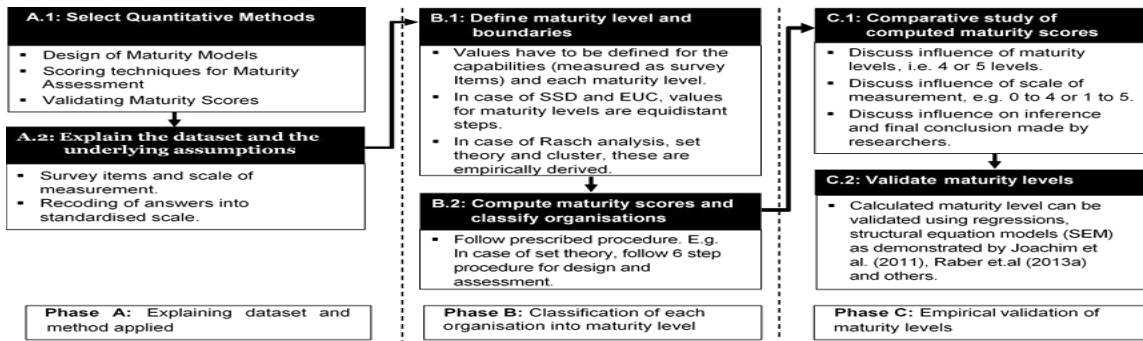 A.1: Select Quantitative Methods
▪ Design of Maturity Models
▪ Scoring techniques for Maturity
Assessment
▪ Validating Maturity Scores
A.2: Explain the dataset and the
underlying assumptions
▪ Survey items and scale of
measurement.
▪ Recoding of answers into
standardised scale.
Phase A: Explaining dataset and
method applied
B.1: Define maturity level and
boundaries
▪ Values have to be defined for the
capabilities (measured as survey
Items) and each maturity level.
▪ In case of SSD and EUC, values
for maturity levels are equidistant
steps.
▪ In case of Rasch analysis, set
theory and cluster, these are
empirically derived.
B.2: Compute maturity scores and
classify organisations
▪ Follow prescribed procedure. E.g.
In case of set theory, follow 6 step
procedure for design and
assessment.
Phase B: Classification of each
organisation into maturity level
C.1: Comparative study of
computed maturity scores
▪ Discuss influence of maturity
levels, i.e. 4 or 5 levels.
▪ Discuss influence of scale of
measurement, e.g. 0 to 4 or 1 to 5.
▪ Discuss influence on inference
and final conclusion made by
researchers.
C.2: Validate maturity levels
▪ Calculated maturity level can be
validated using regressions,
structural equation models (SEM)
as demonstrated by Joachim et
al. (2011), Raber et.al (2013a)
and others.
Phase C: Empirical validation of
maturity levels